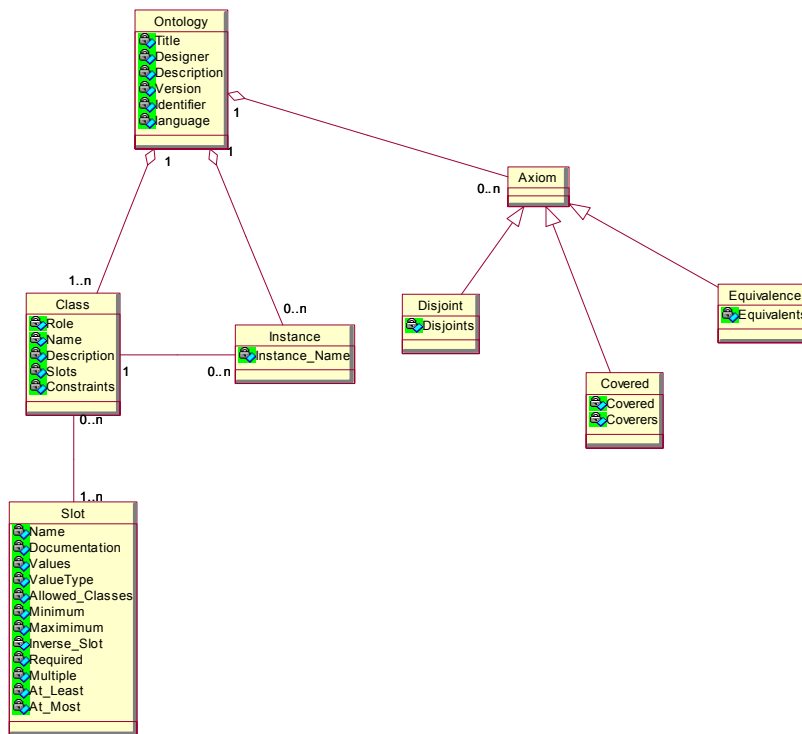 Ontology
Title
Designer
Description
Version
Identifier
language
1
1
1
Axiom
0..n
1..n
0..n
Class
Role
Name
Description
Slots
Constraints
1
0..n
0..n
Instance
Instance_Name
Disjoint
Disjoints
Equivalence
Equivalents
Covered
Covered
Coverers
1..n
Slot
Name
Documentation
Values
ValueType
Allowed_Classes
Minimum
Maximimum
Inverse_Slot
Required
Multiple
At_Least
At_Most